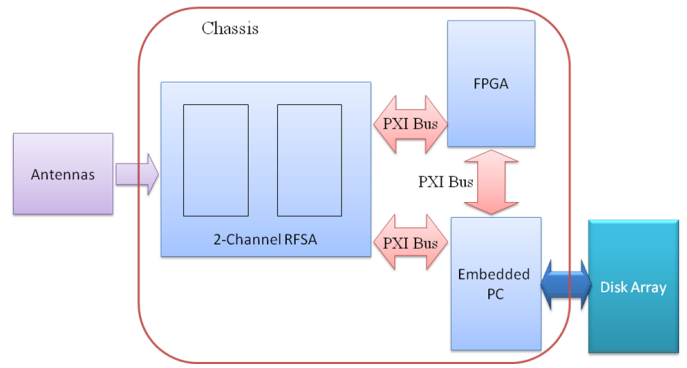 Chassis
FPGA
PXI Bus
Antennas
PXI Bus
2-Channel RFSA
PXI Bus
Embedded
PC
Disk Array